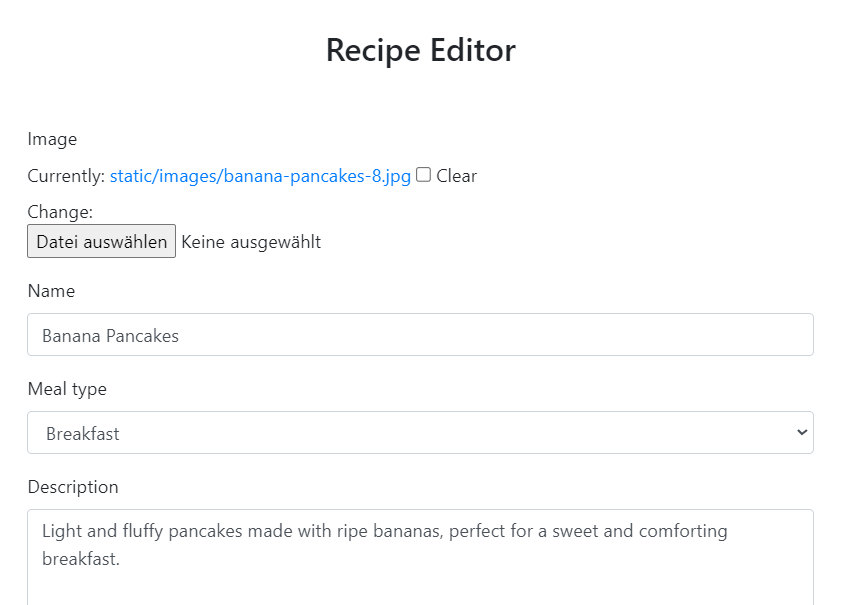 Recipe Editor
Image
Currently: static/images/banana-pancakes-8.jpg Clear
Change:
Datei auswählen Keine ausgewählt
Name
Banana Pancakes
Meal type
Breakfast
Description
Light and fluffy pancakes made with ripe bananas, perfect for a sweet and comforting
breakfast.